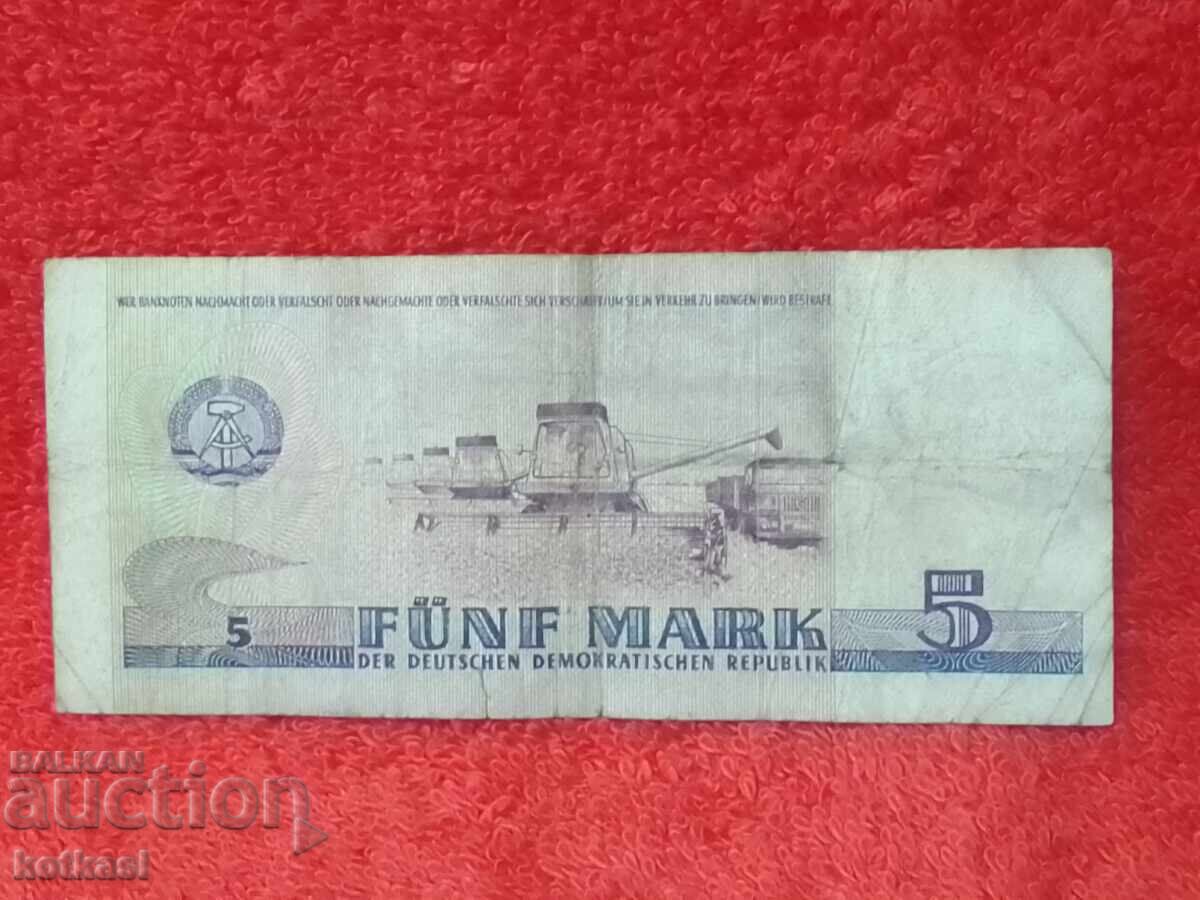 WER BANKNOTEN NACHMACHT ODER VERFÄLSCHT ODER NACHGEMACHTE ODER VERFÄLSCHTE SICH VERSCHAFFT/UM SIE IN VERKEHR ZU BRINGEN/WIRD BESTRAFT
5 FÜNF MARK 5
DER DEUTSCHEN DEMOKRATISCHEN REPUBLIK
BALKAN
auction
kotkasl